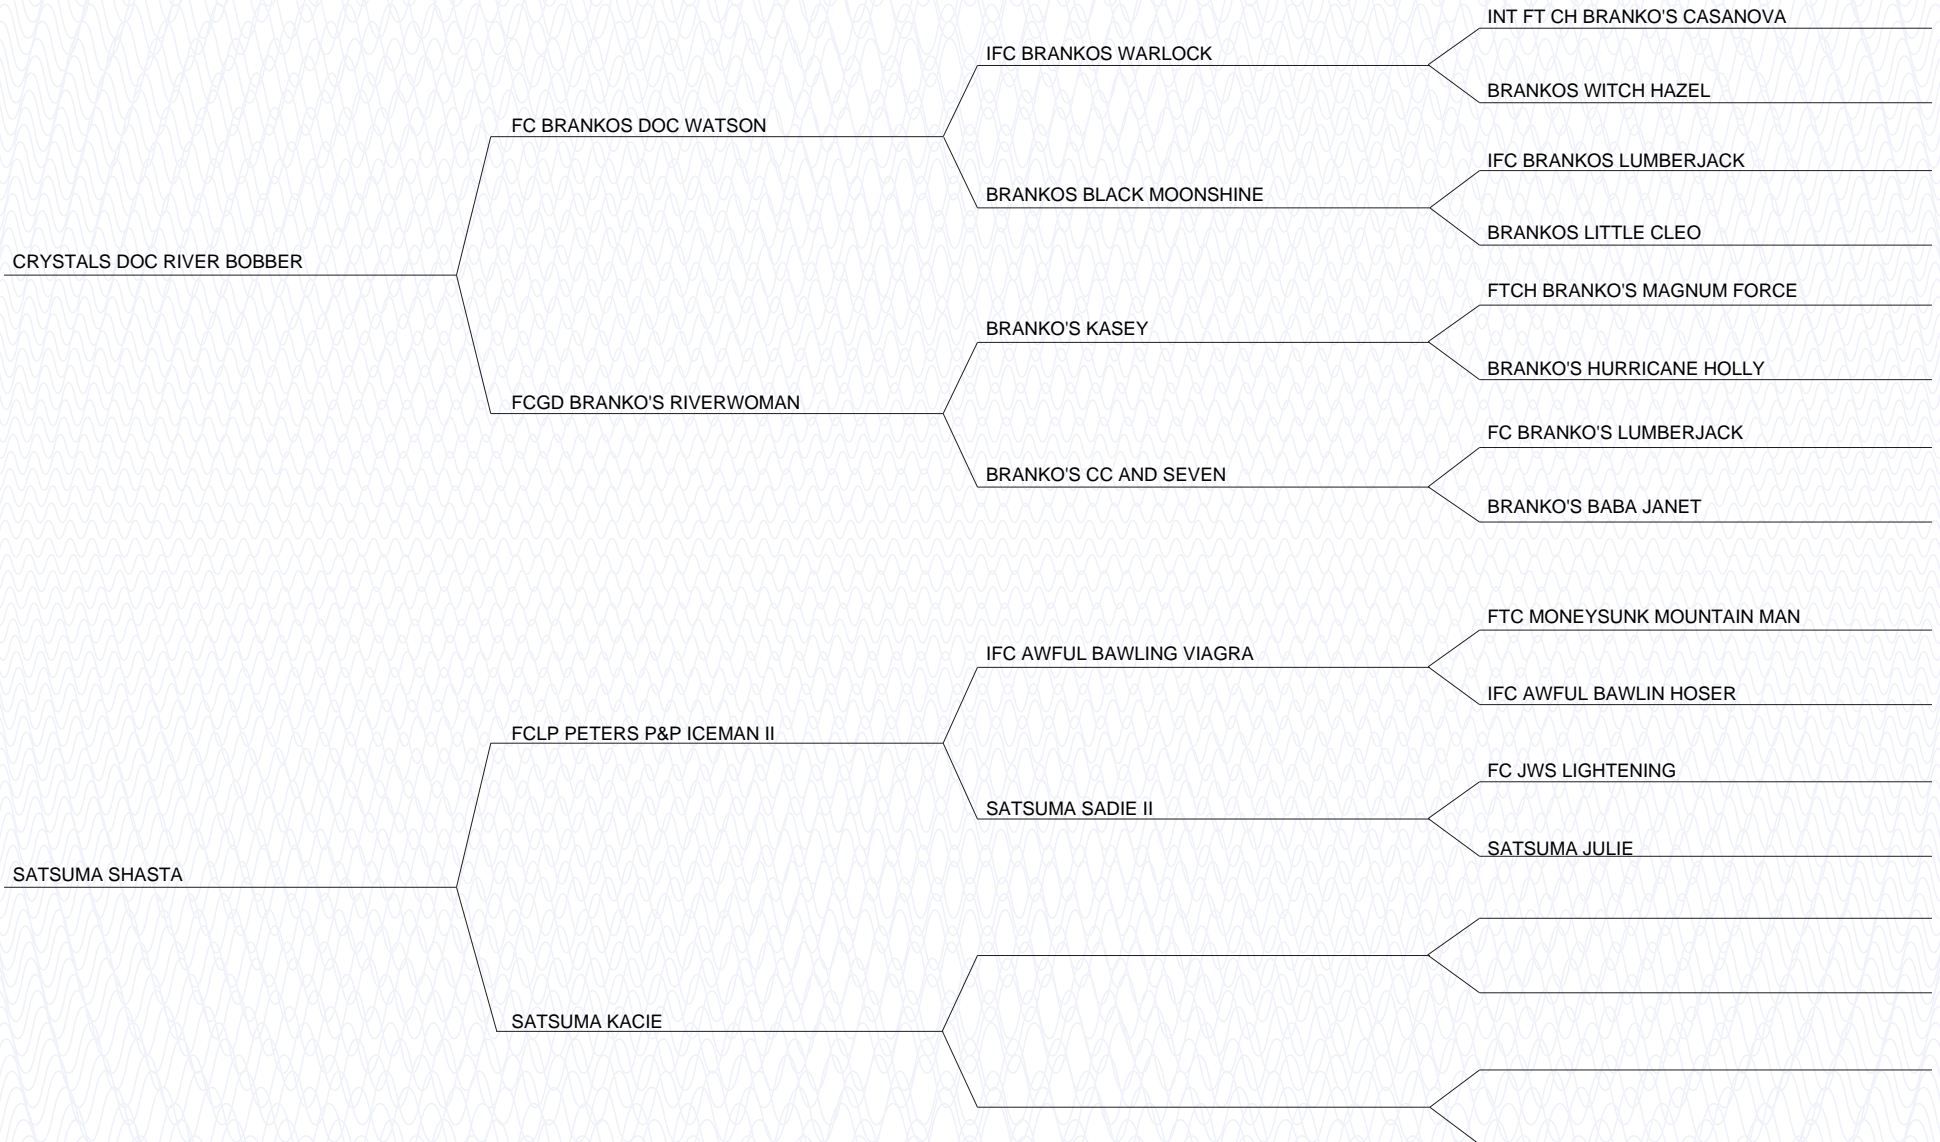 INT FT CH BRANKO'S CASANOVA
IFC BRANKOS WARLOCK
BRANKOS WITCH HAZEL
FC BRANKOS DOC WATSON
IFC BRANKOS LUMBERJACK
BRANKOS BLACK MOONSHINE
BRANKOS LITTLE CLEO
CRYSTALS DOC RIVER BOBBER
FTCH BRANKO'S MAGNUM FORCE
BRANKO'S KASEY
BRANKO'S HURRICANE HOLLY
FCGD BRANKO'S RIVERWOMAN
FC BRANKO'S LUMBERJACK
BRANKO'S CC AND SEVEN
BRANKO'S BABA JANET
FTC MONEYSUNK MOUNTAIN MAN
IFC AWFUL BAWLING VIAGRA
IFC AWFUL BAWLIN HOSER
FCLP PETERS P&P ICEMAN II
FC JWS LIGHTENING
SATSUMA SADIE II
SATSUMA JULIE
SATSUMA SHASTA
SATSUMA KACIE